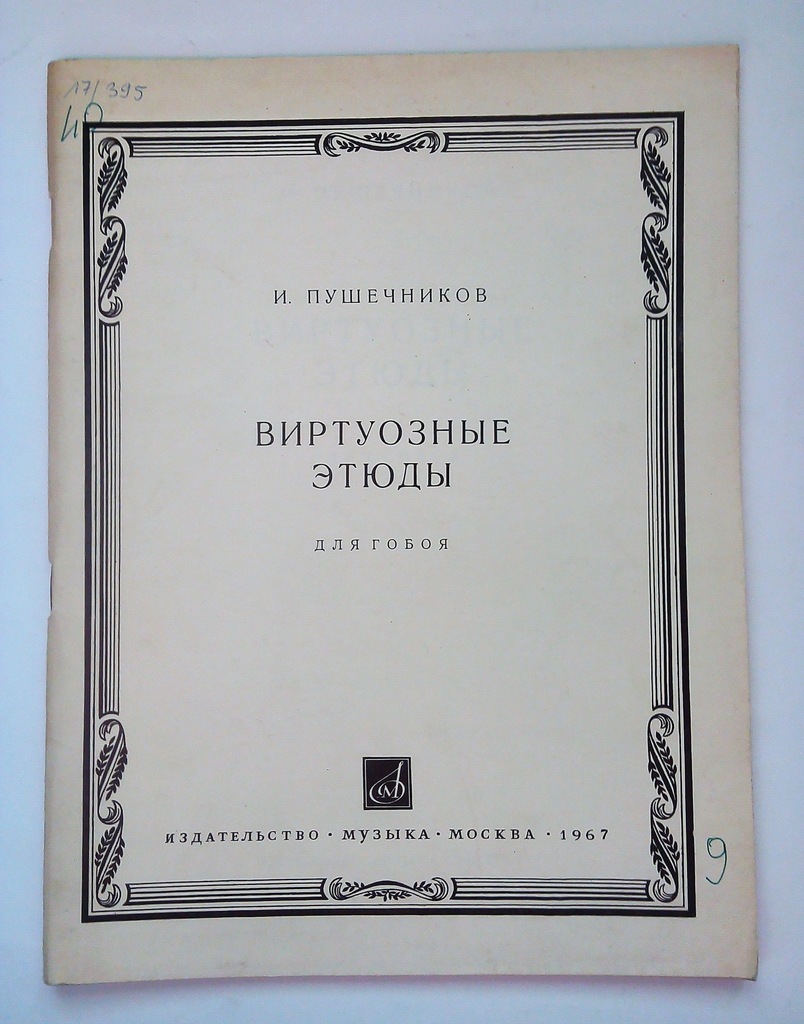 17/395
40
И. ПУШЕЧНИКОВ
ВИРТУОЗНЫЕ
ЭТЮДЫ
ДЛЯ ГОБОЯ
ИЗДАТЕЛЬСТВО · МУЗЫКА · МОСКВА · 1967
9